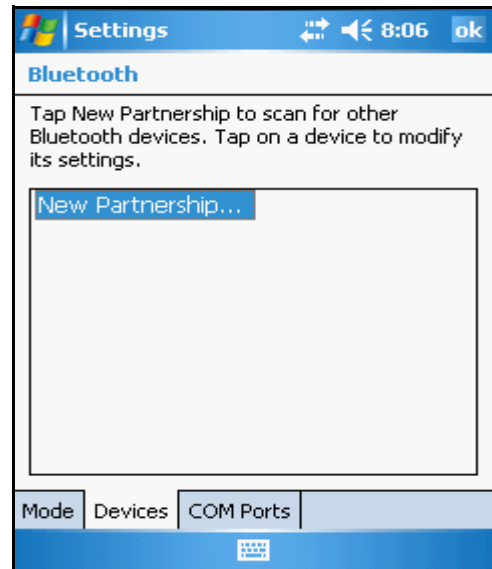 Settings 8:06 ok
Bluetooth
Tap New Partnership to scan for other
Bluetooth devices. Tap on a device to modify
its settings.
New Partnership...
Mode Devices COM Ports